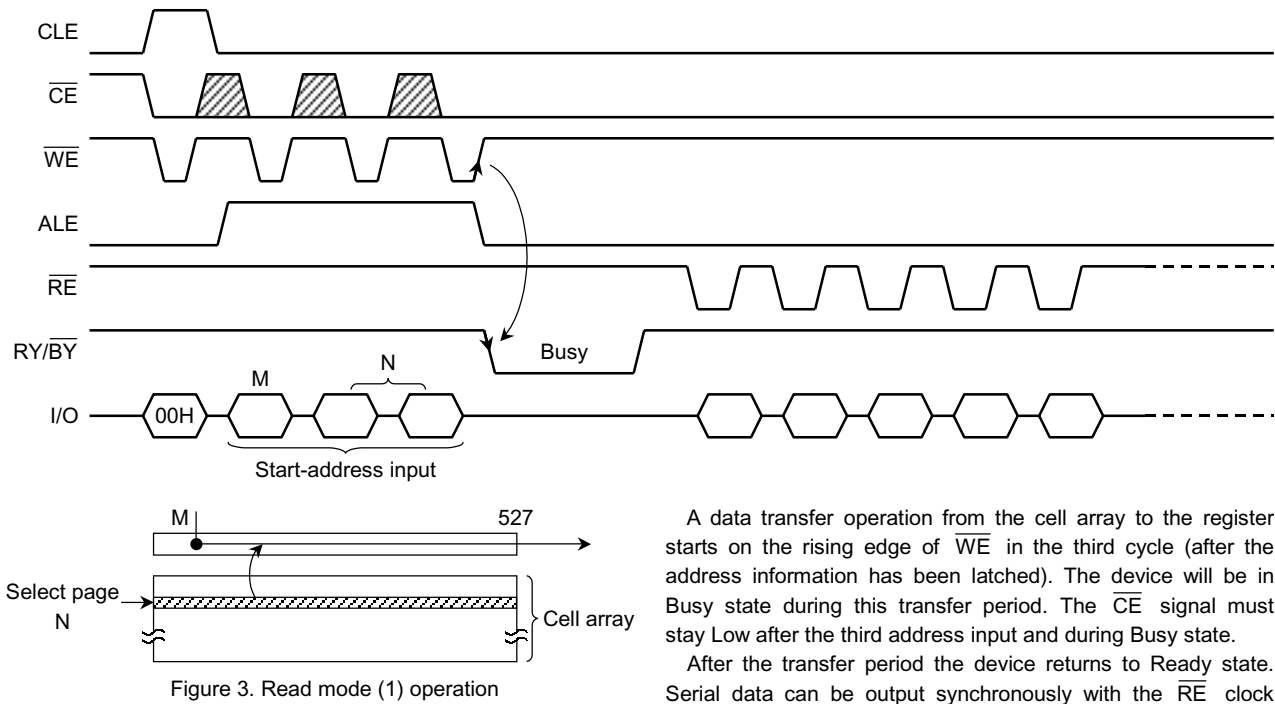 CLE
CE
WE
ALE
RE
RY/BY
Busy
M
N
I/O
00H
Start-address input
M
527
Select page
N
Cell array
Figure 3. Read mode (1) operation
A data transfer operation from the cell array to the register
starts on the rising edge of WE in the third cycle (after the
address information has been latched). The device will be in
Busy state during this transfer period. The CE signal must
stay Low after the third address input and during Busy state.
After the transfer period the device returns to Ready state.
Serial data can be output synchronously with the RE clock